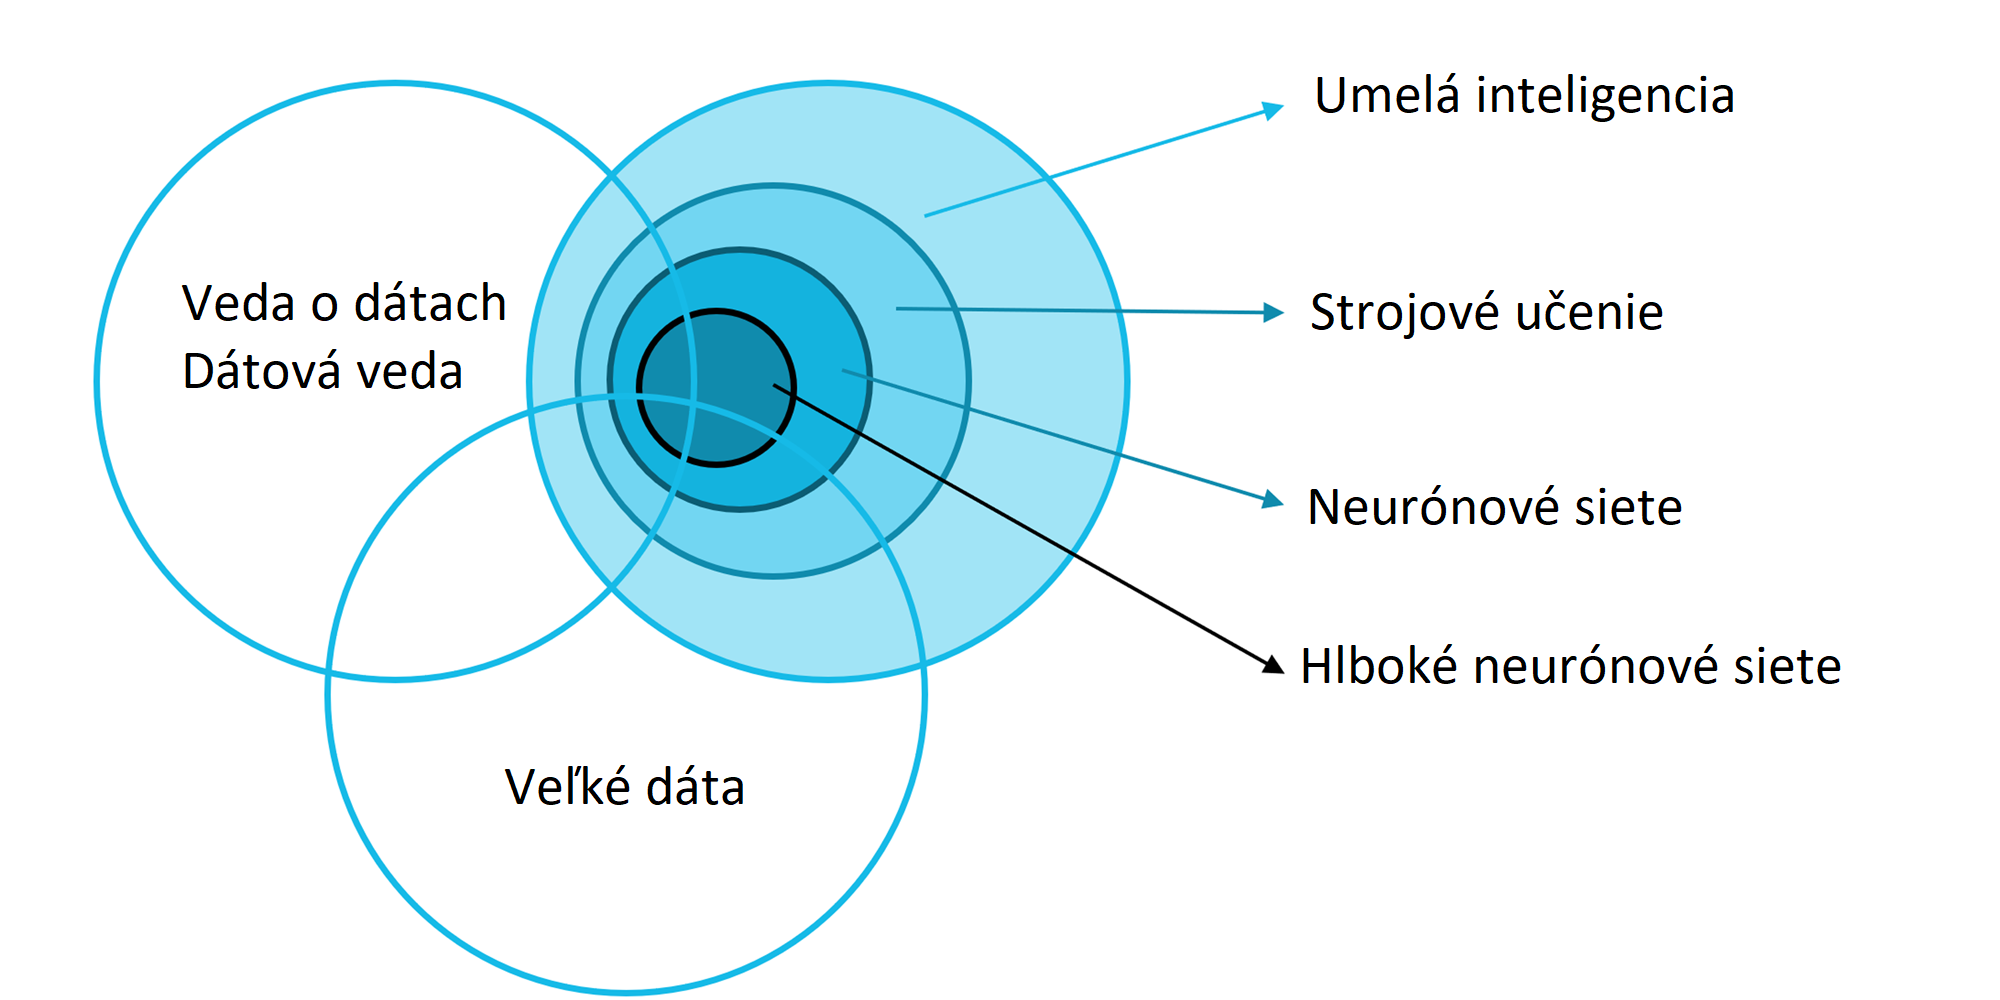 Umelá inteligencia
Veda o dátach
Dátová veda
Strojové učenie
Neurónové siete
Hlboké neurónové siete
Veľké dáta